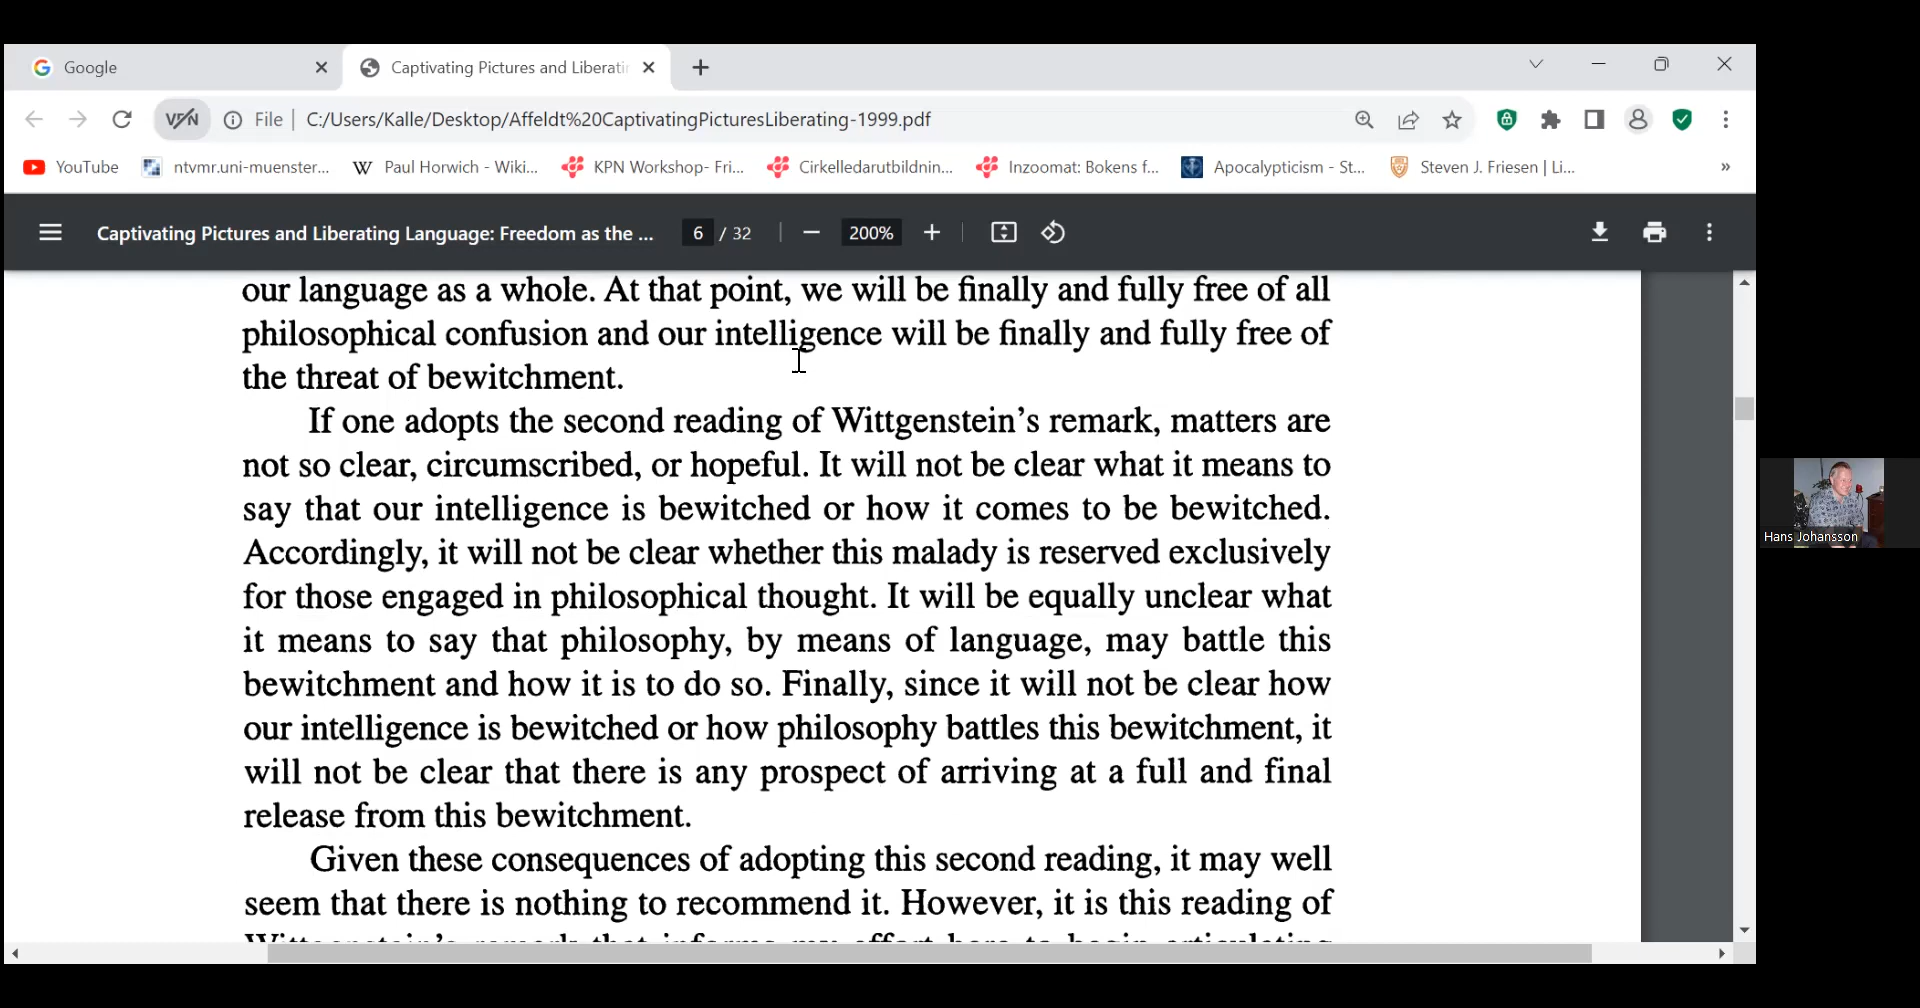 Google
Captivating Pictures and Liberatin
File
C:/Users/Kalle/Desktop/Affeldt%20CaptivatingPicturesLiberating-1999.pdf
YouTube
ntvmr.uni-muenster...
Paul Horwich - Wiki...
KPN Workshop- Fri...
Cirkelledarutbildnin...
Inzoomat: Bokens f...
Apocalypticism - St...
Steven J. Friesen | Li...
»
Captivating Pictures and Liberating Language: Freedom as the ...
6 / 32
200%
our language as a whole. At that point, we will be finally and fully free of all
philosophical confusion and our intelligence will be finally and fully free of
the threat of bewitchment.
If one adopts the second reading of Wittgenstein’s remark, matters are
not so clear, circumscribed, or hopeful. It will not be clear what it means to
say that our intelligence is bewitched or how it comes to be bewitched.
Accordingly, it will not be clear whether this malady is reserved exclusively
for those engaged in philosophical thought. It will be equally unclear what
it means to say that philosophy, by means of language, may battle this
bewitchment and how it is to do so. Finally, since it will not be clear how
our intelligence is bewitched or how philosophy battles this bewitchment, it
will not be clear that there is any prospect of arriving at a full and final
release from this bewitchment.
Given these consequences of adopting this second reading, it may well
seem that there is nothing to recommend it. However, it is this reading of
Wittgenstein’s remark that informs my effort here to begin articulating
Hans Johansson